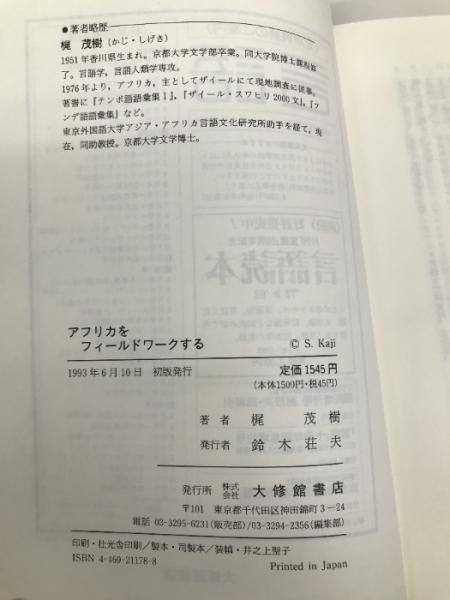 ●著者略歴
梶 茂樹(かじ・しげき)
1951年香川県生まれ。京都大学文学部卒業。同大学院博士課程修
了。言語学,言語人類学専攻。
1976年より,アフリカ,主としてザイールにて現地調査に従事。
著書に『テンボ語語彙集』,『ザイール・スワヒリ2000文』,『フ
ンデ語語彙集』など。
東京外国語大学アジア・アフリカ言語文化研究所助手を経て,現
在,同助教授。京都大学文学博士。
アフリカを
フィールドワークする
© S. Kaji
1993年6月10日 初版発行
定価1545円
(本体1500円・税45円)
著者 梶 茂樹
発行者 鈴木荘夫
発行所 株式会社 大修館書店
〒101 東京都千代田区神田錦町3-24
電話 03-3295-6231(販売部)/03-3294-2356(編集部)
印刷・壮光舎印刷/製本・司製本/装幀・井之上聖子
ISBN 4-469-21178-8
Printed in Japan